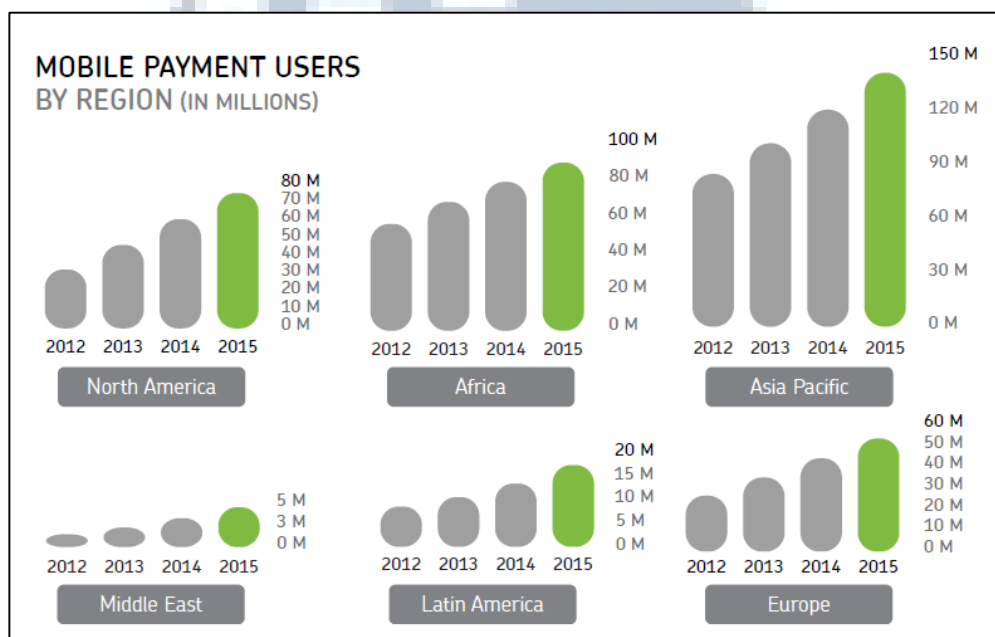 MOBILE PAYMENT USERS
BY REGION (IN MILLIONS)
80 M
70 M
60 M
50 M
40 M
30 M
20 M
10 M
0 M
2012 2013 2014 2015
North America
100 M
80 M
60 M
40 M
20 M
0 M
2012 2013 2014 2015
Africa
150 M
120 M
90 M
60 M
30 M
0 M
2012 2013 2014 2015
Asia Pacific
5 M
3 M
0 M
2012 2013 2014 2015
Middle East
20 M
15 M
10 M
5 M
0 M
2012 2013 2014 2015
Latin America
60 M
50 M
40 M
30 M
20 M
10 M
0 M
2012 2013 2014 2015
Europe